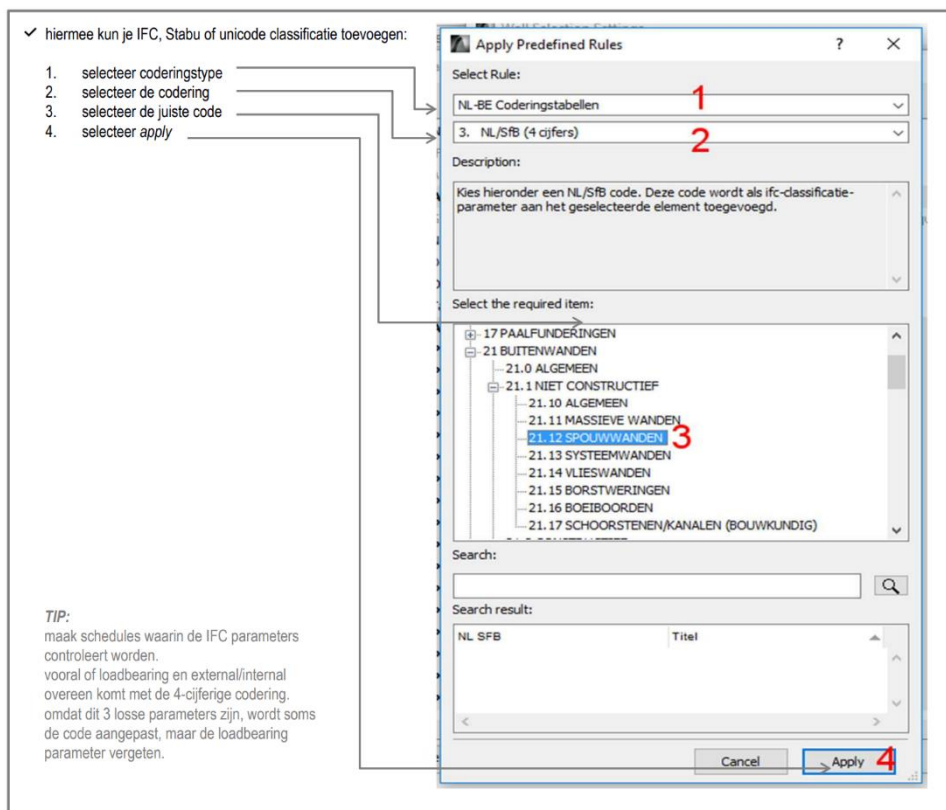 ✓ hiermee kun je IFC, Stabu of unicode classificatie toevoegen:
1. selecteer coderingstype
2. selecteer de codering
3. selecteer de juiste code
4. selecteer apply
TIP:
maak schedules waarin de IFC parameters
controleert worden.
vooral of loadbearing en external/internal
overeen komt met de 4-cijferige codering.
omdat dit 3 losse parameters zijn, wordt soms
de code aangepast, maar de loadbearing
parameter vergeten.
Apply Predefined Rules ? ×
Select Rule:
NL-BE Coderingstabellen 1
3. NL/SfB (4 cijfers) 2
Description:
Kies hieronder een NL/SfB code. Deze code wordt als ifc-classificatie-
parameter aan het geselecteerde element toegevoegd.
Select the required item:
17 PAALFUNDERINGEN
21 BUITENWANDEN
21.0 ALGEMEEN
21.1 NIET CONSTRUCTIEF
21.10 ALGEMEEN
21.11 MASSIEVE WANDEN
21.12 SPOUWWANDEN 3
21.13 SYSTEEMWANDEN
21.14 VLIESWANDEN
21.15 BORSTWERINGEN
21.16 BOEIBOORDEN
21.17 SCHOORSTENEN/KANALEN (BOUWKUNDIG)
Search:
Search result:
NL SFB Titel
Cancel Apply 4